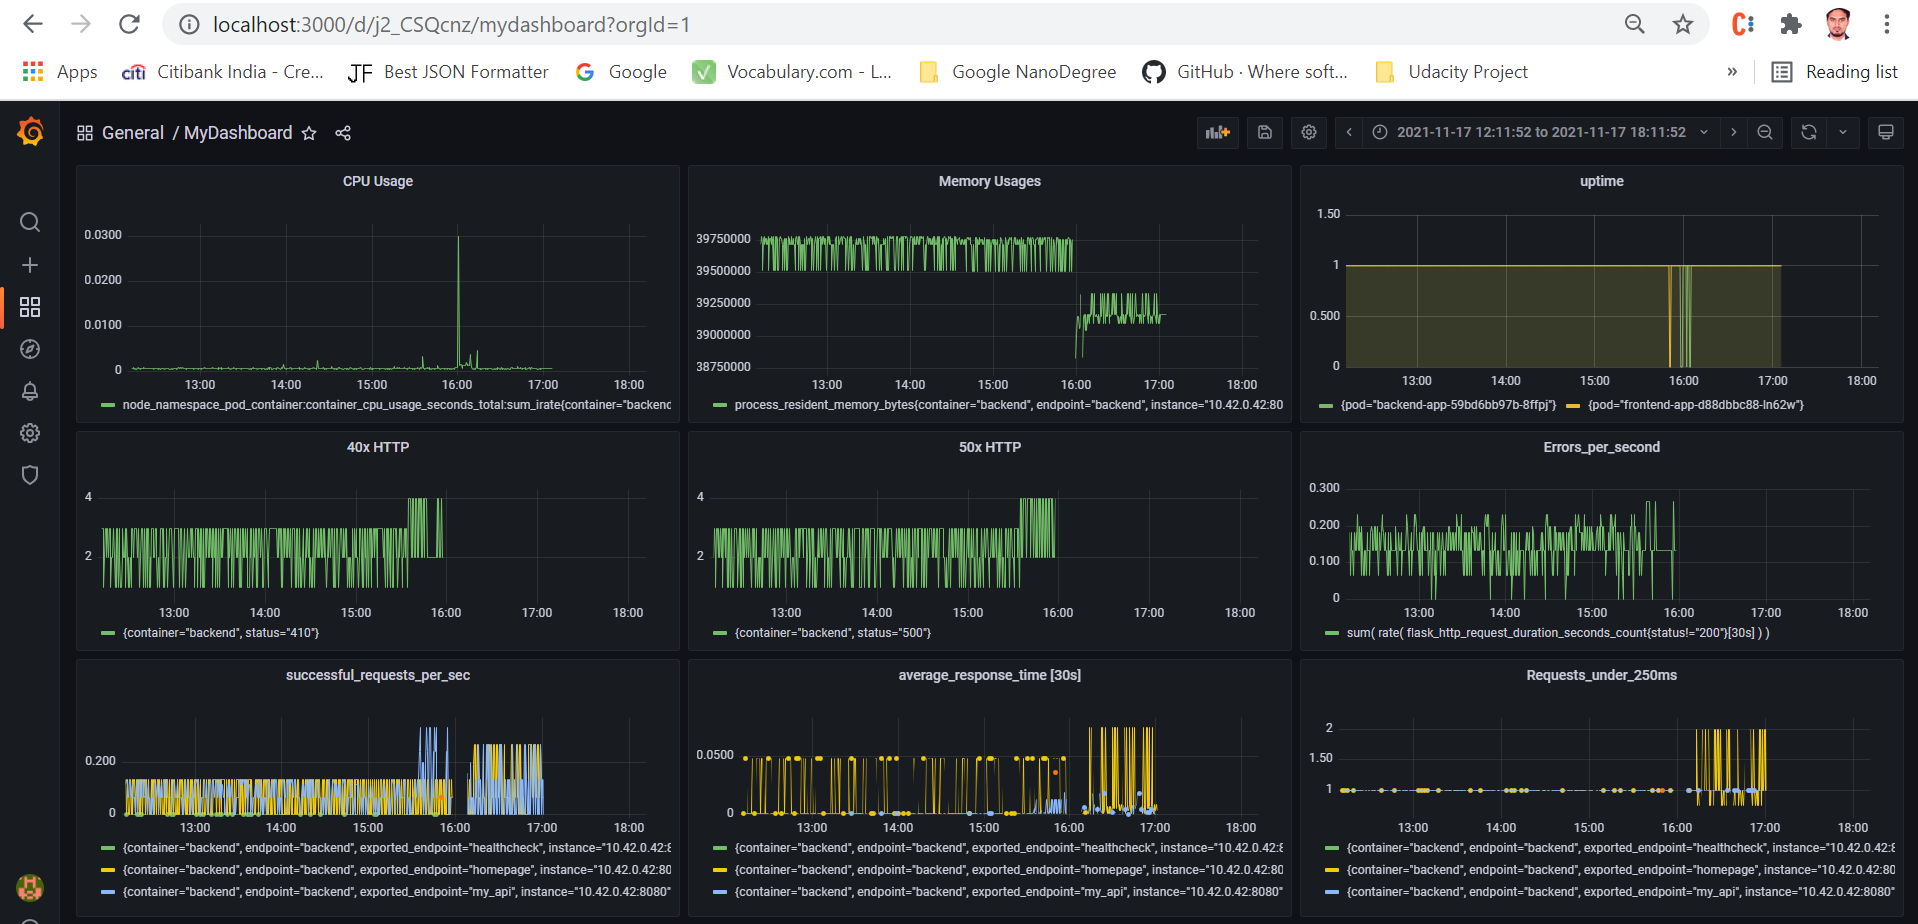 localhost:3000/d/j2_CSQcnz/mydashboard?orgId=1
Apps citi Citibank India - Cre... JF Best JSON Formatter Google Vocabulary.com - L... Google NanoDegree GitHub · Where soft... Udacity Project » Reading list
General / MyDashboard 2021-11-17 12:11:52 to 2021-11-17 18:11:52
CPU Usage
0.0300
0.0200
0.0100
0
13:00 14:00 15:00 16:00 17:00 18:00
node_namespace_pod_container:container_cpu_usage_seconds_total:sum_irate{container="backend
Memory Usages
39750000
39500000
39250000
39000000
38750000
13:00 14:00 15:00 16:00 17:00 18:00
process_resident_memory_bytes{container="backend", endpoint="backend", instance="10.42.0.42:80
uptime
1.50
1
0.500
0
13:00 14:00 15:00 16:00 17:00 18:00
{pod="backend-app-59bd6bb97b-8ffpj"} {pod="frontend-app-d88dbbc88-ln62w"}
40x HTTP
4
2
13:00 14:00 15:00 16:00 17:00 18:00
{container="backend", status="410"}
50x HTTP
4
2
13:00 14:00 15:00 16:00 17:00 18:00
{container="backend", status="500"}
Errors_per_second
0.300
0.200
0.100
0
13:00 14:00 15:00 16:00 17:00 18:00
sum( rate( flask_http_request_duration_seconds_count{status!="200"}[30s] ) )
successful_requests_per_sec
0.200
0
13:00 14:00 15:00 16:00 17:00 18:00
{container="backend", endpoint="backend", exported_endpoint="healthcheck", instance="10.42.0.42:8
{container="backend", endpoint="backend", exported_endpoint="homepage", instance="10.42.0.42:80
{container="backend", endpoint="backend", exported_endpoint="my_api", instance="10.42.0.42:8080"
average_response_time [30s]
0.0500
0
13:00 14:00 15:00 16:00 17:00 18:00
{container="backend", endpoint="backend", exported_endpoint="healthcheck", instance="10.42.0.42:8
{container="backend", endpoint="backend", exported_endpoint="homepage", instance="10.42.0.42:80
{container="backend", endpoint="backend", exported_endpoint="my_api", instance="10.42.0.42:8080"
Requests_under_250ms
2
1.50
1
13:00 14:00 15:00 16:00 17:00 18:00
{container="backend", endpoint="backend", exported_endpoint="healthcheck", instance="10.42.0.42:8
{container="backend", endpoint="backend", exported_endpoint="homepage", instance="10.42.0.42:80
{container="backend", endpoint="backend", exported_endpoint="my_api", instance="10.42.0.42:8080"